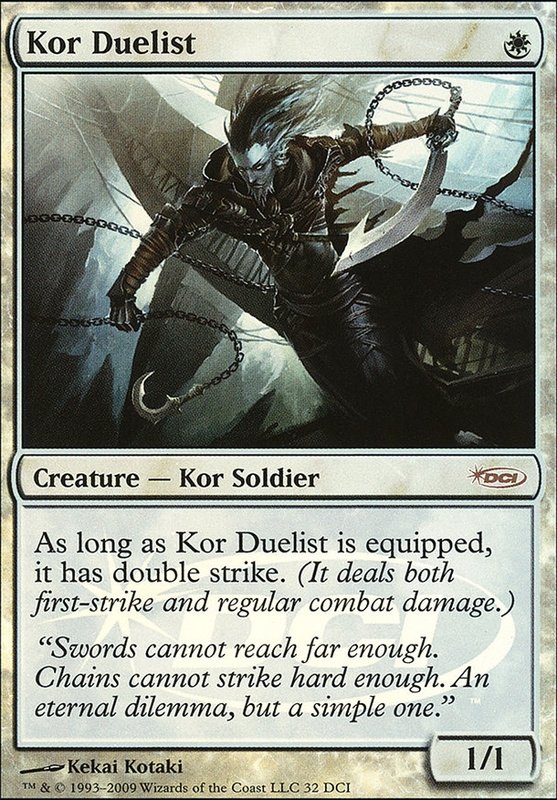 Kor Duelist
Creature — Kor Soldier
DCI
As long as Kor Duelist is equipped,
it has double strike. (It deals both
first-strike and regular combat damage.)
“Swords cannot reach far enough.
Chains cannot strike hard enough. An
eternal dilemma, but a simple one.”
DCI
™
1/1
Kekai Kotaki
™ & © 1993–2009 Wizards of the Coast LLC 32 DCI